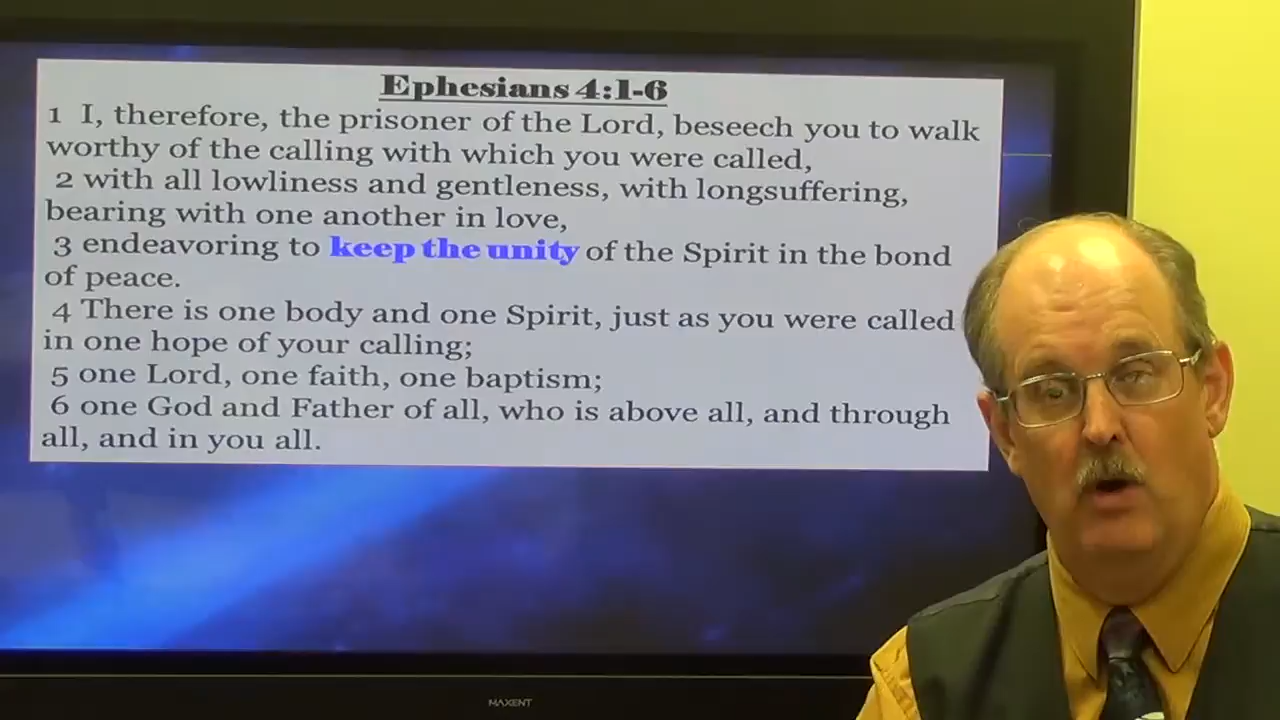 Ephesians 4:1-6
1 I, therefore, the prisoner of the Lord, beseech you to walk
worthy of the calling with which you were called,
2 with all lowliness and gentleness, with longsuffering,
bearing with one another in love,
3 endeavoring to keep the unity of the Spirit in the bond
of peace.
4 There is one body and one Spirit, just as you were called
in one hope of your calling;
5 one Lord, one faith, one baptism;
6 one God and Father of all, who is above all, and through
all, and in you all.
MAXENT